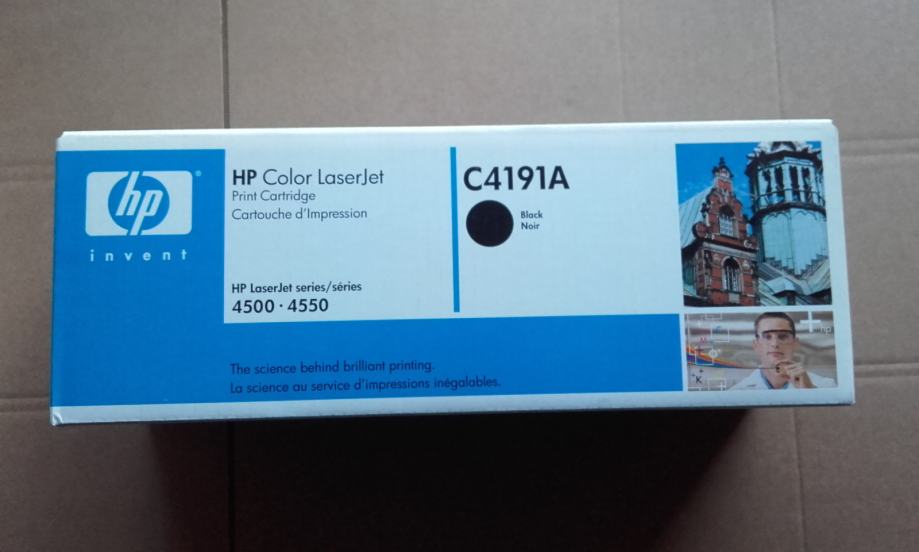 hp
®
invent
HP Color LaserJet
Print Cartridge
Cartouche d'Impression
HP LaserJet series/séries
4500 · 4550
C4191A
Black
Noir
The science behind brilliant printing.
La science au service d'impressions inégalables.
+hp
M
K